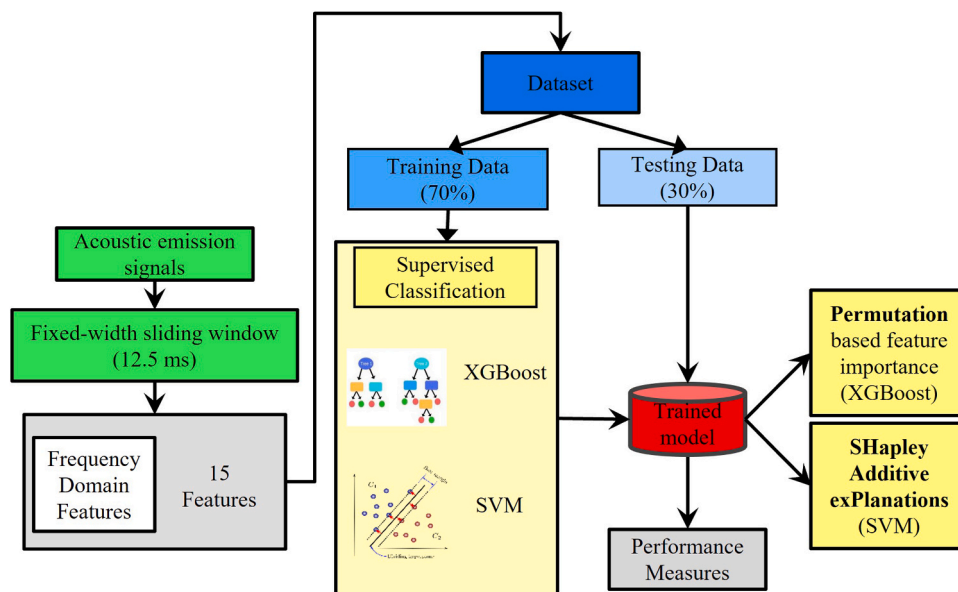 Dataset
Training Data
(70%)
Testing Data
(30%)
Acoustic emission
signals
Fixed-width sliding window
(12.5 ms)
Frequency
Domain
Features
15
Features
Supervised
Classification
XGBoost
SVM
C1
C2
Trained
model
Performance
Measures
Permutation
based feature
importance
(XGBoost)
SHapley
Additive
exPlanations
(SVM)